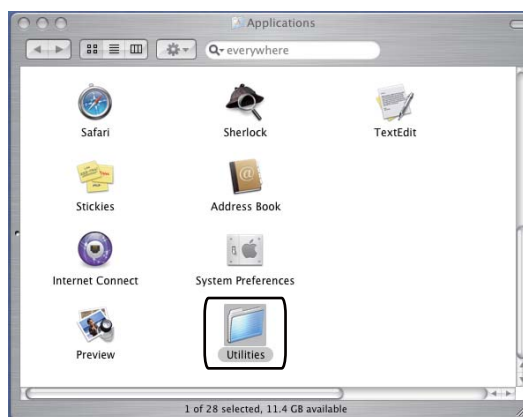 Applications
everywhere
Safari
Sherlock
TextEdit
Stickies
Address Book
Internet Connect
System Preferences
Preview
Utilities
1 of 28 selected, 11.4 GB available